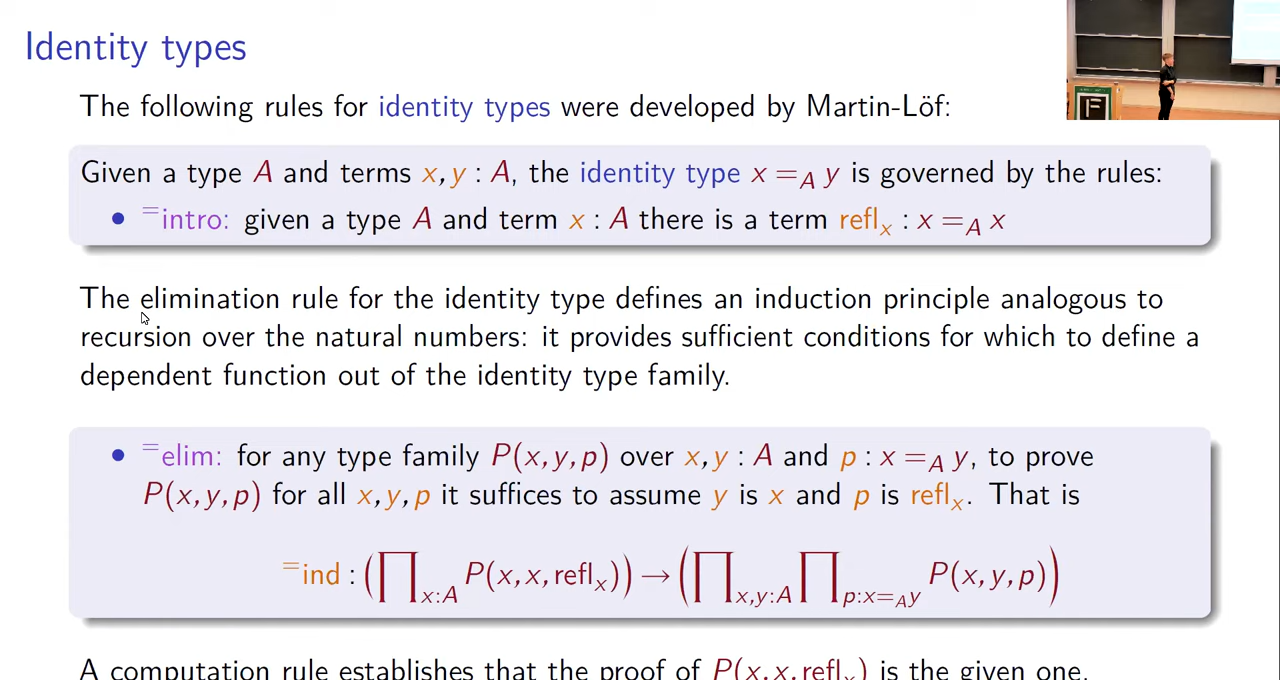 Identity types
The following rules for identity types were developed by Martin-Löf:
Given a type A and terms x, y : A, the identity type x =_A y is governed by the rules:
• ⁼intro: given a type A and term x : A there is a term refl_x : x =_A x
The elimination rule for the identity type defines an induction principle analogous to
recursion over the natural numbers: it provides sufficient conditions for which to define a
dependent function out of the identity type family.
• ⁼elim: for any type family P(x, y, p) over x, y : A and p : x =_A y, to prove
P(x, y, p) for all x, y, p it suffices to assume y is x and p is refl_x. That is
⁼ind : (∏_{x:A} P(x, x, refl_x)) → (∏_{x,y:A} ∏_{p:x=_A y} P(x, y, p))
A computation rule establishes that the proof of P(x, x, refl_x) is the given one.
F